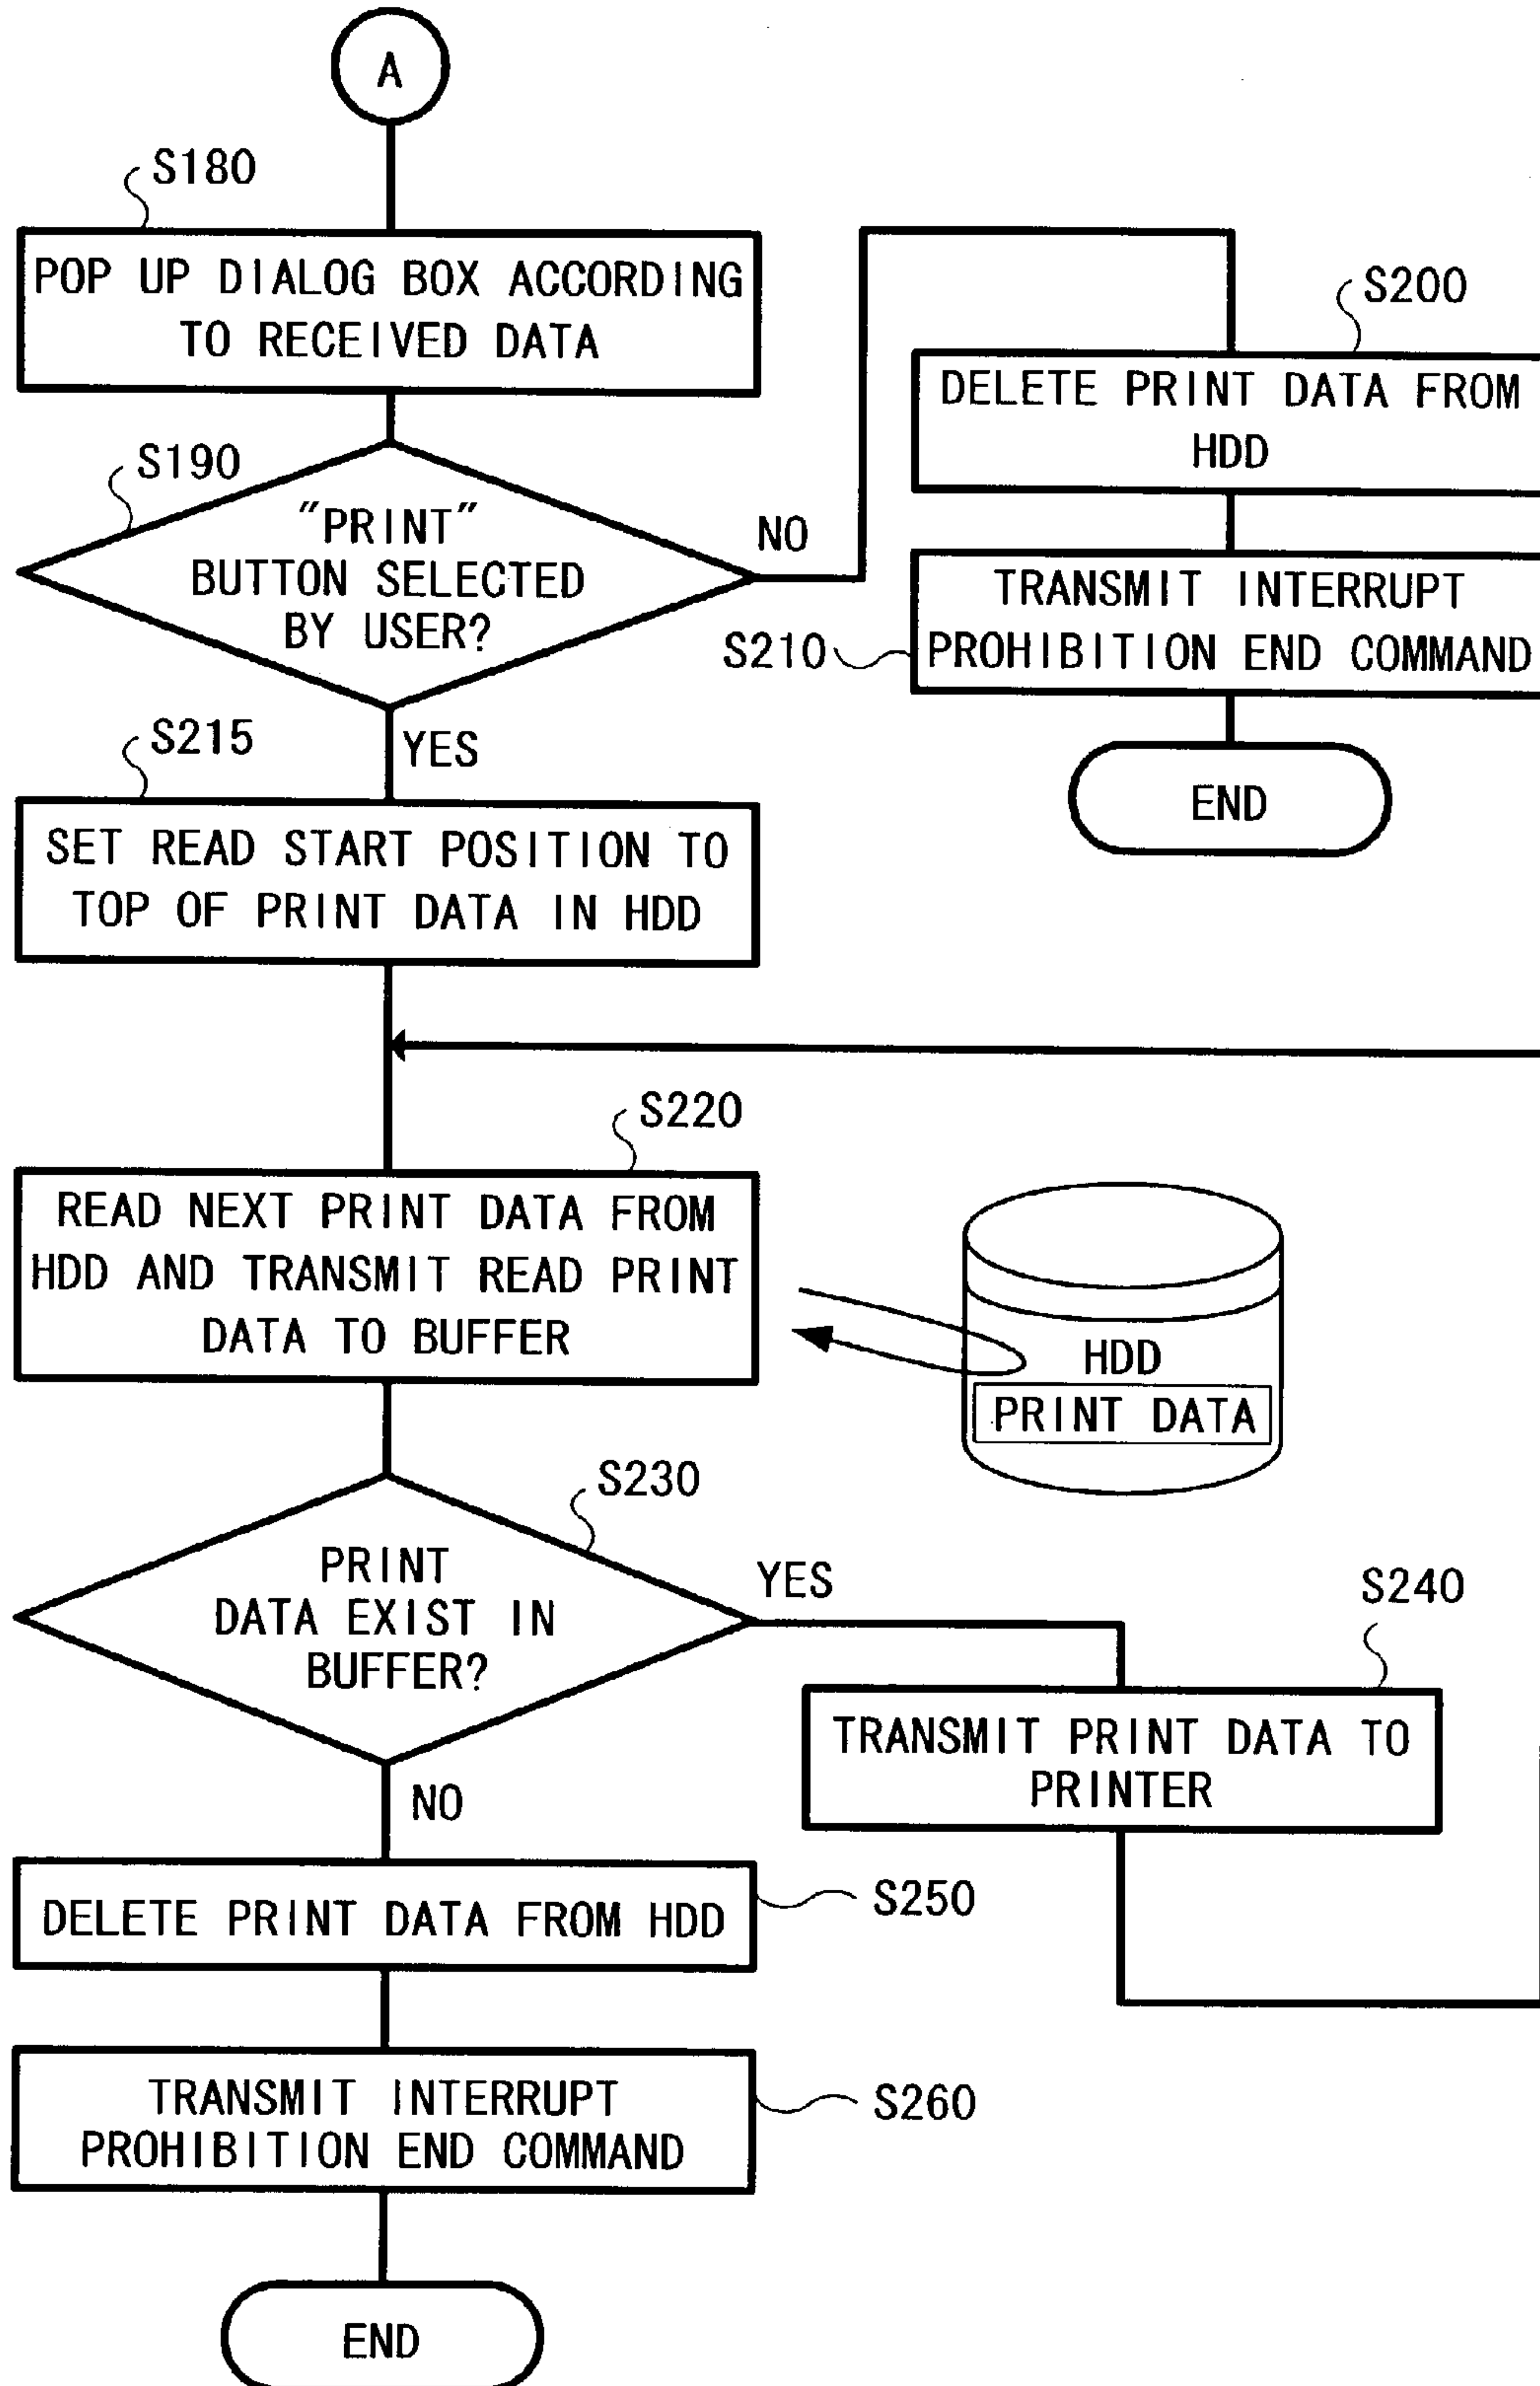 A
S180
POP UP DIALOG BOX ACCORDING
TO RECEIVED DATA
S190
"PRINT"
BUTTON SELECTED
BY USER?
NO
S200
DELETE PRINT DATA FROM
HDD
TRANSMIT INTERRUPT
PROHIBITION END COMMAND
S210
END
YES
S215
SET READ START POSITION TO
TOP OF PRINT DATA IN HDD
S220
READ NEXT PRINT DATA FROM
HDD AND TRANSMIT READ PRINT
DATA TO BUFFER
HDD
PRINT DATA
S230
PRINT
DATA EXIST IN
BUFFER?
YES
S240
TRANSMIT PRINT DATA TO
PRINTER
NO
DELETE PRINT DATA FROM HDD
S250
TRANSMIT INTERRUPT
PROHIBITION END COMMAND
S260
END